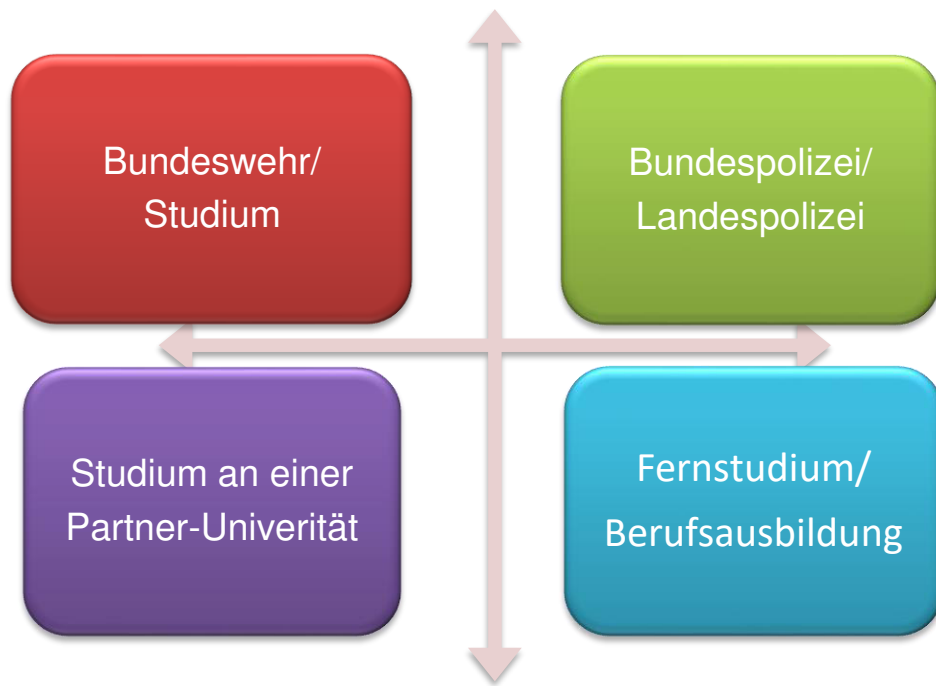 Bundeswehr/
Studium
Bundespolizei/
Landespolizei
Studium an einer
Partner-Univerität
Fernstudium/
Berufsausbildung